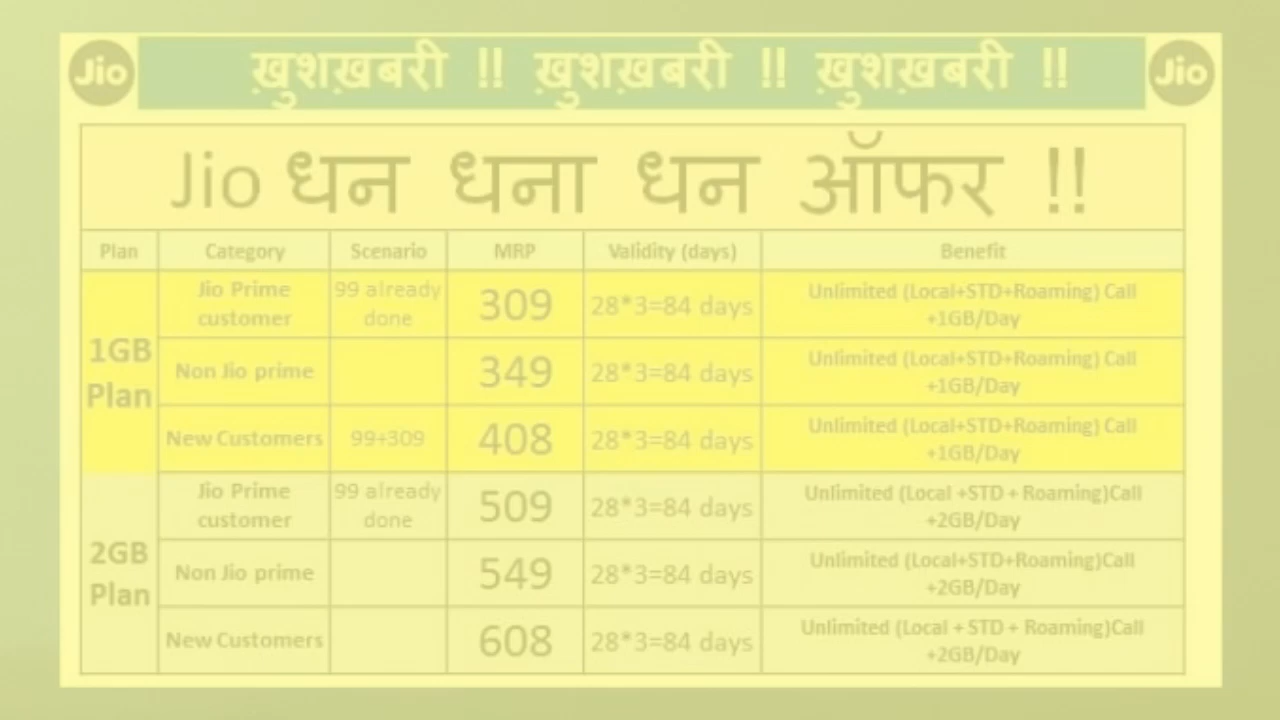 Jio ख़ुशख़बरी !! ख़ुशख़बरी !! ख़ुशख़बरी !! Jio
Jio धन धना धन ऑफर !!
Plan Category Scenario MRP Validity (days) Benefit
1GB Plan
Jio Prime customer 99 already done 309 28*3=84 days Unlimited (Local+STD+Roaming) Call +1GB/Day
Non Jio prime 349 28*3=84 days Unlimited (Local+STD+Roaming) Call +1GB/Day
New Customers 99+309 408 28*3=84 days Unlimited (Local+STD+Roaming) Call +1GB/Day
2GB Plan
Jio Prime customer 99 already done 509 28*3=84 days Unlimited (Local +STD + Roaming)Call +2GB/Day
Non Jio prime 549 28*3=84 days Unlimited (Local+STD+Roaming)Call +2GB/Day
New Customers 608 28*3=84 days Unlimited (Local + STD + Roaming)Call +2GB/Day